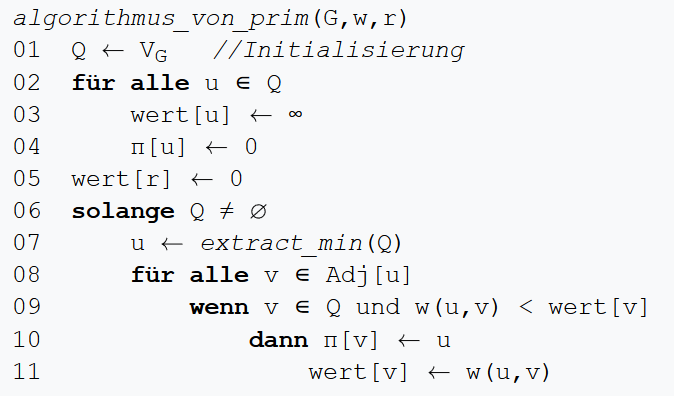 algorithmus_von_prim(G,w,r)
01 Q ← V_G //Initialisierung
02 für alle u ∈ Q
03 wert[u] ← ∞
04 π[u] ← 0
05 wert[r] ← 0
06 solange Q ≠ ∅
07 u ← extract_min(Q)
08 für alle v ∈ Adj[u]
09 wenn v ∈ Q und w(u,v) < wert[v]
10 dann π[v] ← u
11 wert[v] ← w(u,v)